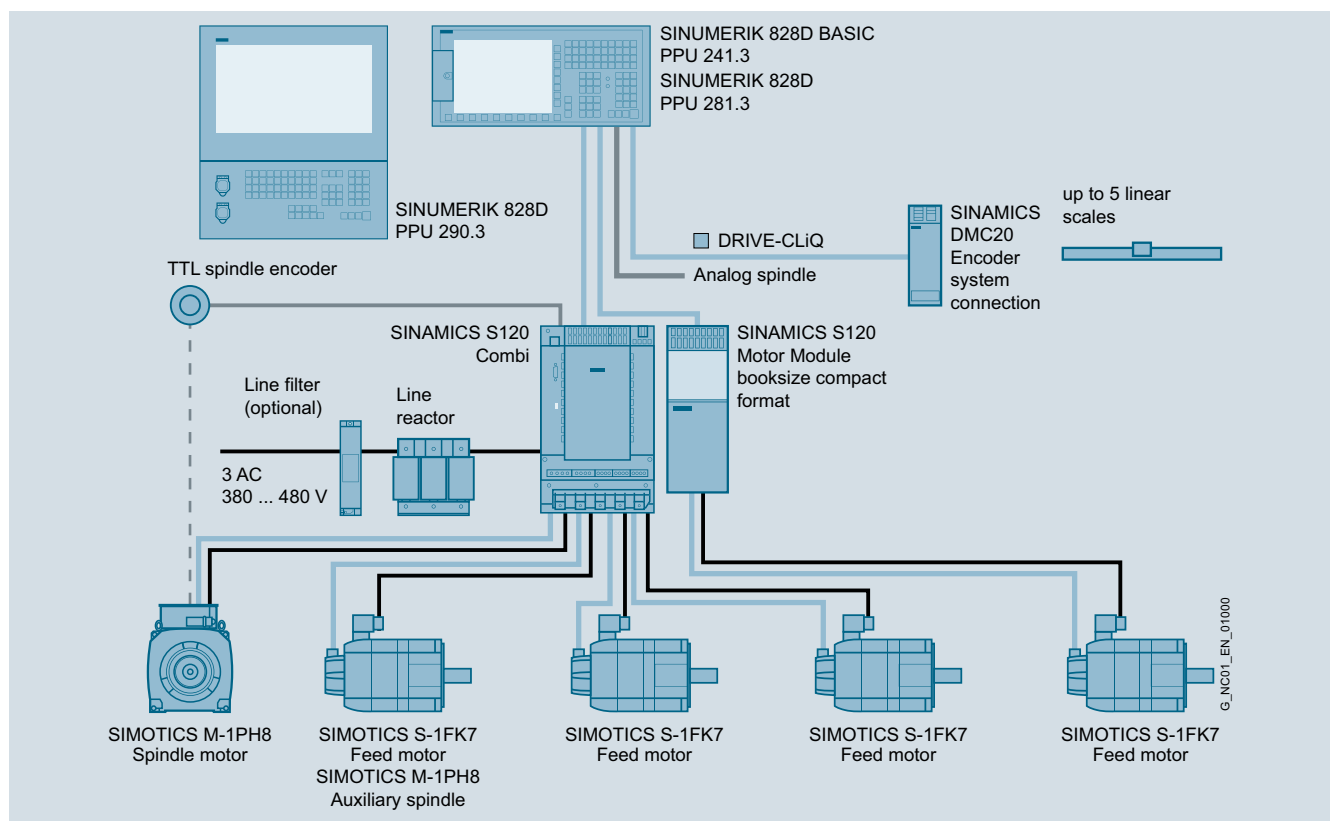 SINUMERIK 828D BASIC
PPU 241.3
SINUMERIK 828D
PPU 281.3
SINUMERIK 828D
PPU 290.3
up to 5 linear
scales
SINAMICS
DMC20
Encoder
system
connection
DRIVE-CLiQ
Analog spindle
TTL spindle encoder
SINAMICS S120
Combi
SINAMICS S120
Motor Module
booksize compact
format
Line filter
(optional)
Line
reactor
3 AC
380 ... 480 V
SIMOTICS M-1PH8
Spindle motor
SIMOTICS S-1FK7
Feed motor
SIMOTICS M-1PH8
Auxiliary spindle
SIMOTICS S-1FK7
Feed motor
SIMOTICS S-1FK7
Feed motor
SIMOTICS S-1FK7
Feed motor
G_NC01_EN_01000